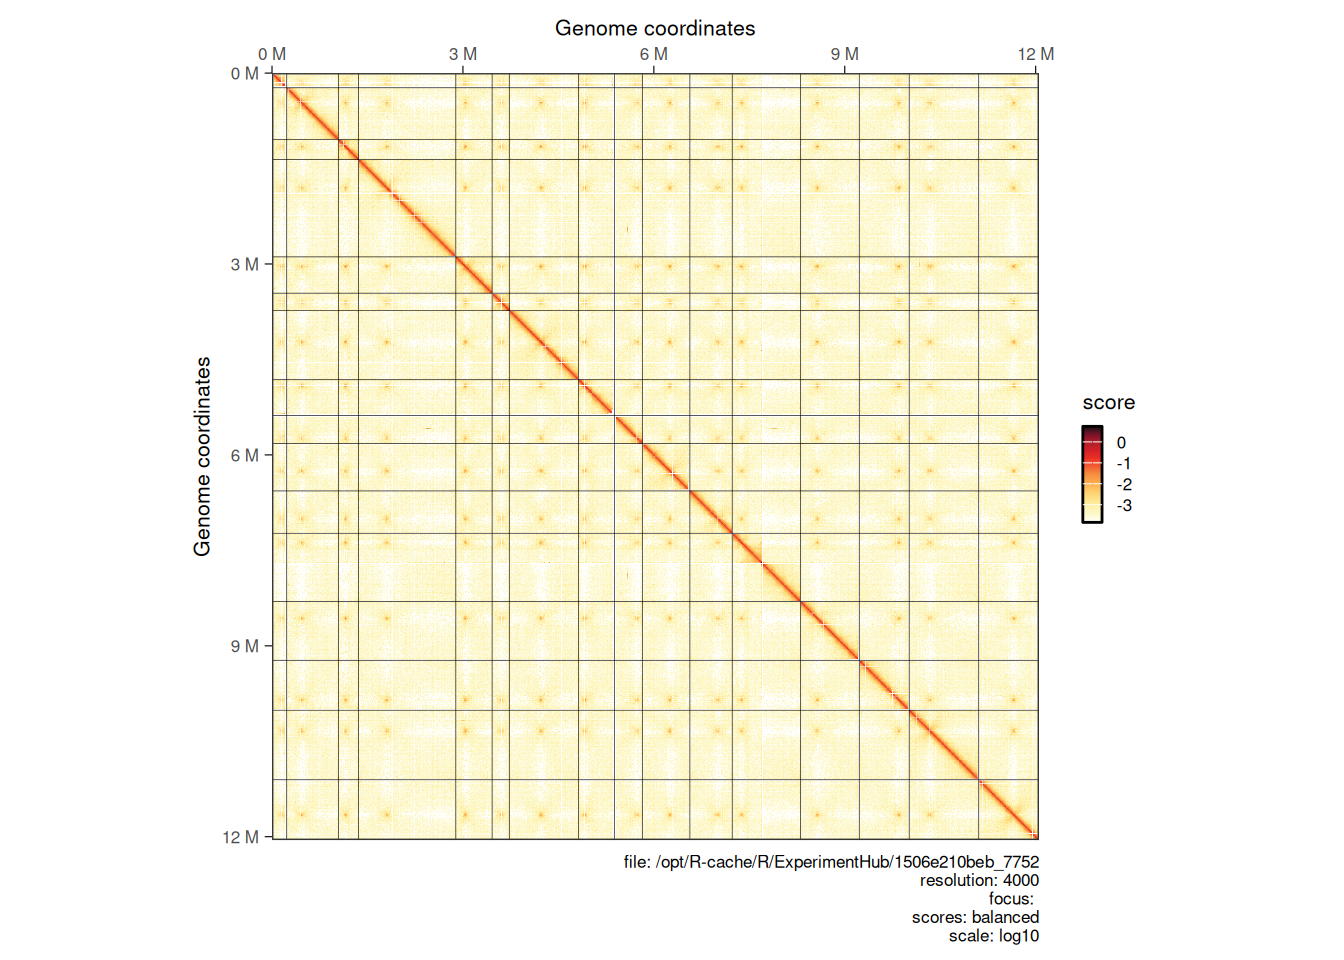 Genome coordinates
0 M 3 M 6 M 9 M 12 M
0 M
3 M
6 M
9 M
12 M
Genome coordinates
score
0
-1
-2
-3
file: /opt/R-cache/R/ExperimentHub/1506e210beb_7752
resolution: 4000
focus:
scores: balanced
scale: log10